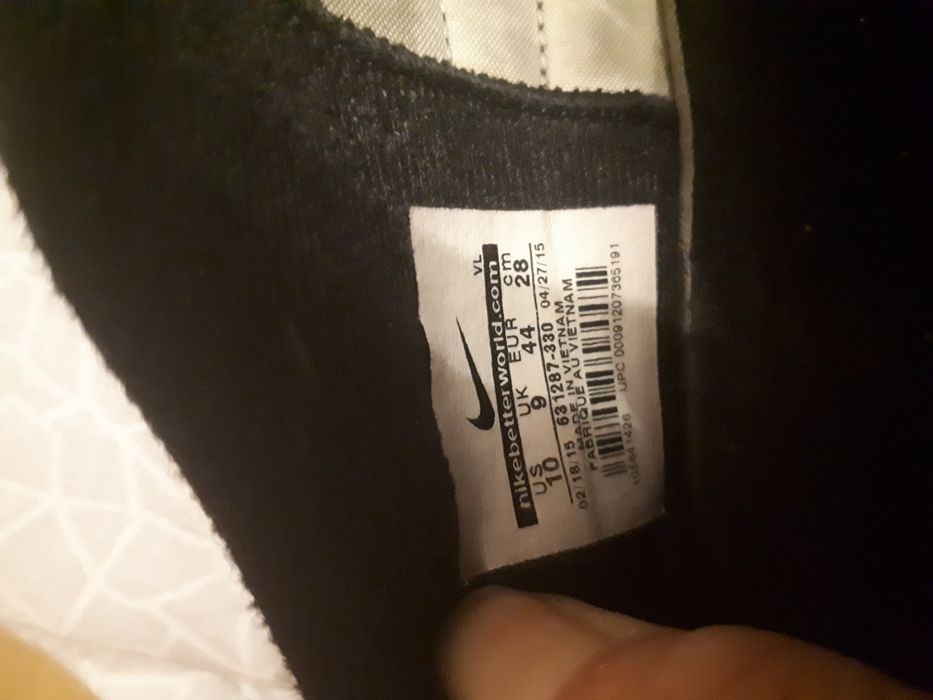 VL
nikebetterworld.com
US UK EUR cm
10 9 44 28
02/18/15 631287-330 04/27/15
MADE IN VIETNAM
FABRIQUE AU VIETNAM
UPC 00091207365191